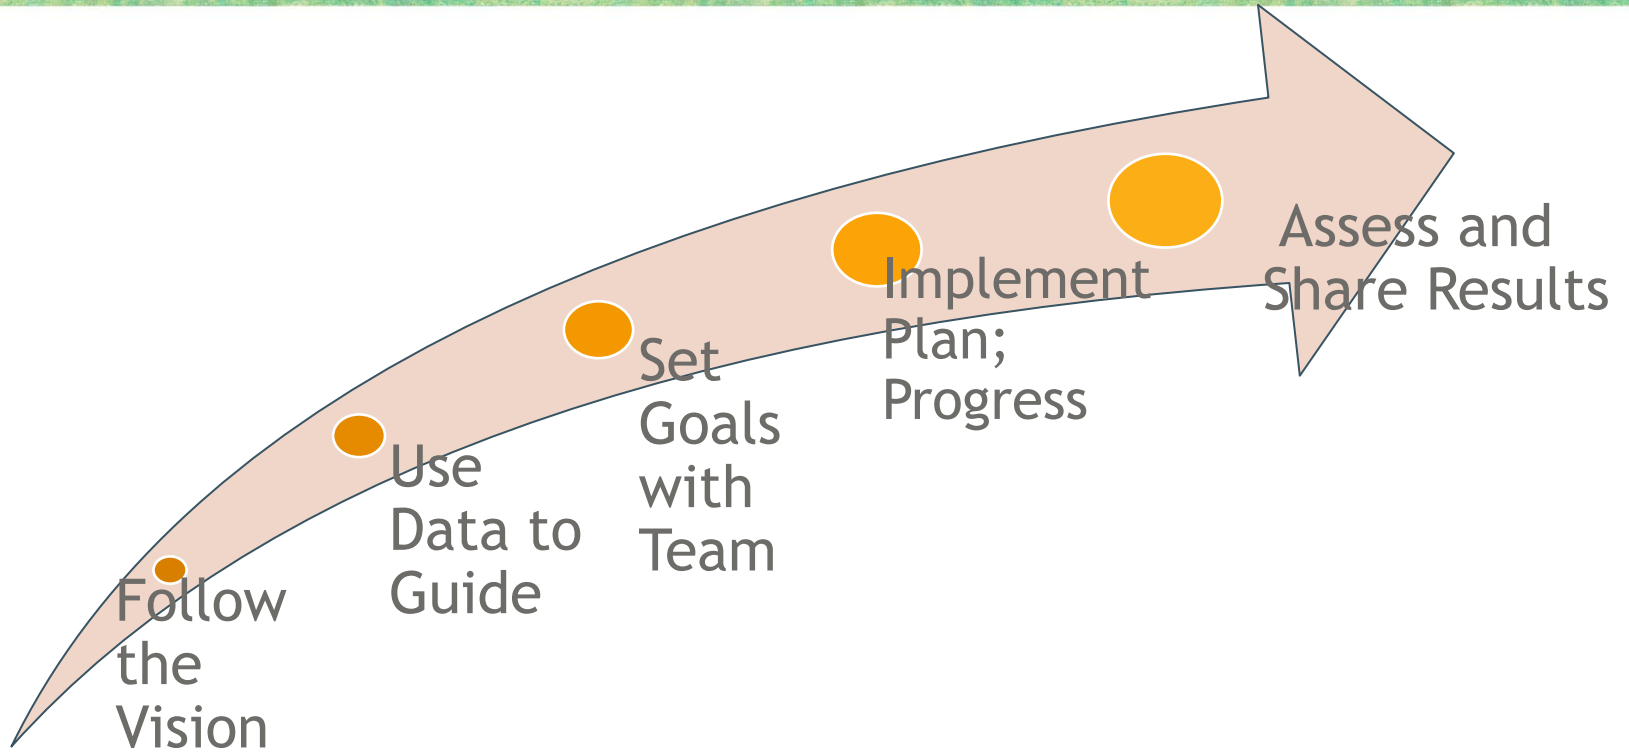 Follow
the
Vision
Use
Data to
Guide
Set
Goals
with
Team
Implement
Plan;
Progress
Assess and
Share Results